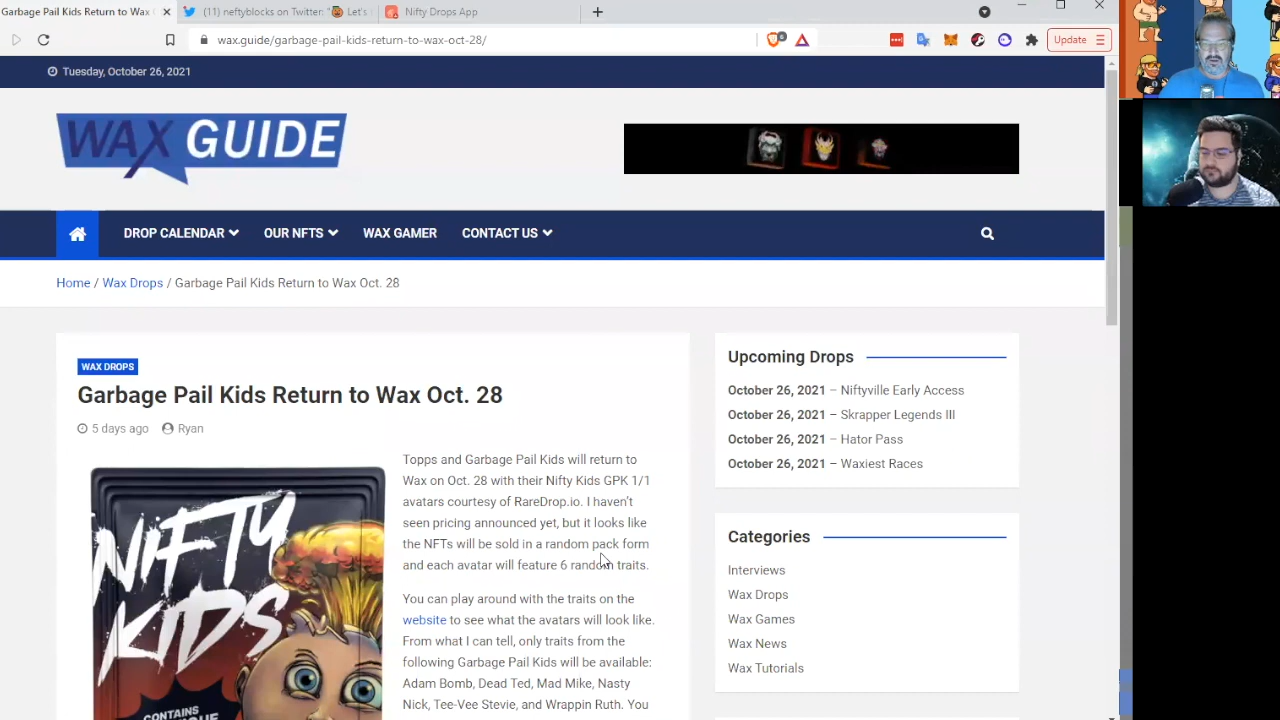 Garbage Pail Kids Return to Wax
(11) neftyblocks on Twitter: "🎃 Let's
Nifty Drops App
wax.guide/garbage-pail-kids-return-to-wax-oct-28/
Update
Tuesday, October 26, 2021
WAX GUIDE
DROP CALENDAR
OUR NFTS
WAX GAMER
CONTACT US
Home / Wax Drops / Garbage Pail Kids Return to Wax Oct. 28
WAX DROPS
Garbage Pail Kids Return to Wax Oct. 28
5 days ago Ryan
NIFTY
KIDS
CONTAINS
Topps and Garbage Pail Kids will return to
Wax on Oct. 28 with their Nifty Kids GPK 1/1
avatars courtesy of RareDrop.io. I haven't
seen pricing announced yet, but it looks like
the NFTs will be sold in a random pack form
and each avatar will feature 6 random traits.
You can play around with the traits on the
website to see what the avatars will look like.
From what I can tell, only traits from the
following Garbage Pail Kids will be available:
Adam Bomb, Dead Ted, Mad Mike, Nasty
Nick, Tee-Vee Stevie, and Wrappin Ruth. You
Upcoming Drops
October 26, 2021 – Niftyville Early Access
October 26, 2021 – Skrapper Legends III
October 26, 2021 – Hator Pass
October 26, 2021 – Waxiest Races
Categories
Interviews
Wax Drops
Wax Games
Wax News
Wax Tutorials